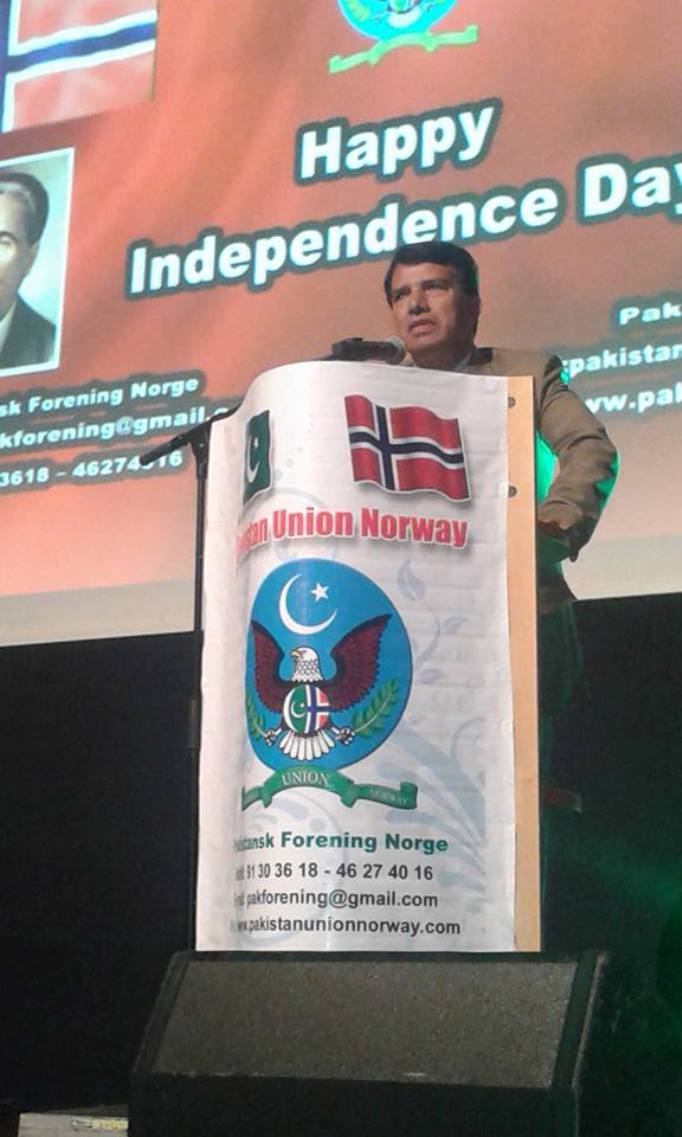 Happy
Independence Day
sk Forening Norge
kforening@gmail.
3618 - 46274016
Pak
pakistan
ww.pak
stan Union Norway
UNION
NORWAY
kistansk Forening Norge
91 30 36 18 - 46 27 40 16
pakforening@gmail.com
www.pakistanunionnorway.com